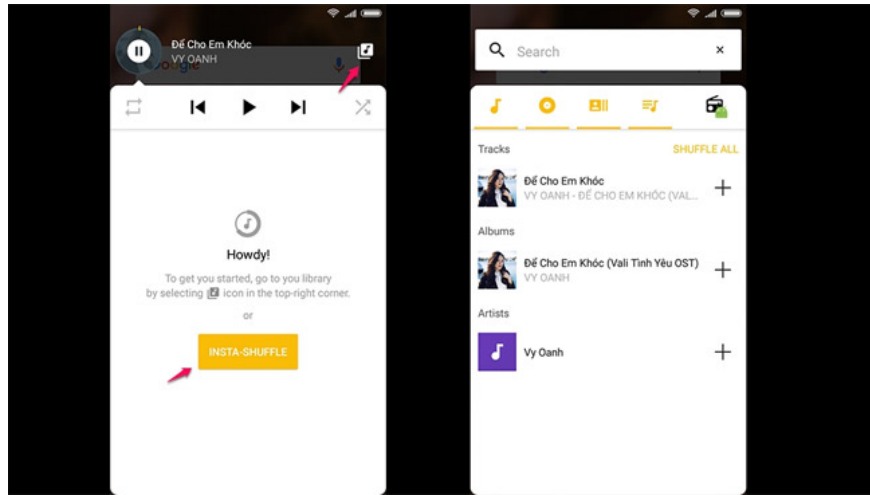 Để Cho Em Khóc
VY OANH
Google
Howdy!
To get you started, go to you library
by selecting icon in the top-right corner.
or
INSTA-SHUFFLE
Search
Tracks
SHUFFLE ALL
Để Cho Em Khóc
VY OANH - ĐỂ CHO EM KHÓC (VAL...
Albums
Để Cho Em Khóc (Vali Tình Yêu OST)
VY OANH
Artists
Vy Oanh